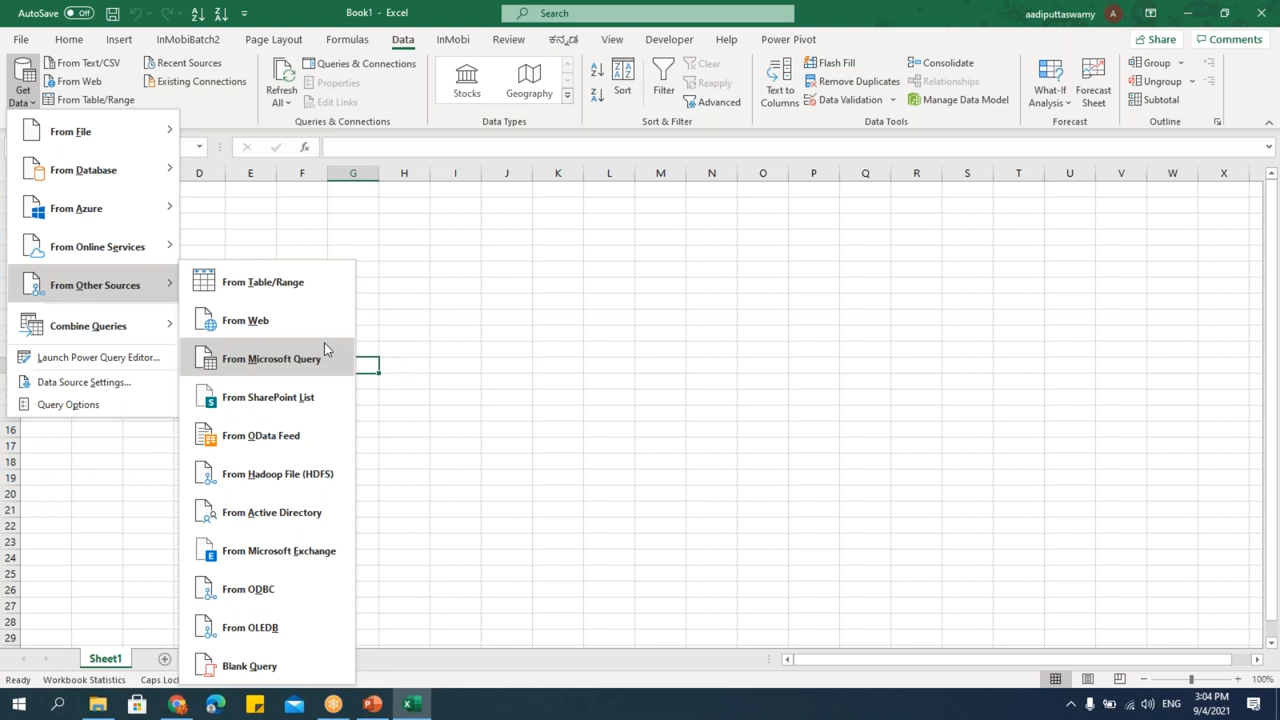 AutoSave Off
Book1 - Excel
Search
aadiputtaswamy A
File Home Insert InMobiBatch2 Page Layout Formulas Data InMobi Review ಕನ್ನಡ View Developer Help Power Pivot Share Comments
Get Data
From Text/CSV
From Web
From Table/Range
Recent Sources
Existing Connections
Refresh All
Queries & Connections
Properties
Edit Links
Queries & Connections
Stocks
Geography
Data Types
Sort
Filter
Clear
Reapply
Advanced
Sort & Filter
Text to Columns
Flash Fill
Remove Duplicates
Data Validation
Consolidate
Relationships
Manage Data Model
Data Tools
What-If Analysis
Forecast Sheet
Forecast
Group
Ungroup
Subtotal
Outline
fx
D E F G H I J K L M N O P Q R S T U V W X
From File
From Database
From Azure
From Online Services
From Other Sources
Combine Queries
Launch Power Query Editor...
Data Source Settings...
Query Options
From Table/Range
From Web
From Microsoft Query
From SharePoint List
From OData Feed
From Hadoop File (HDFS)
From Active Directory
From Microsoft Exchange
From ODBC
From OLEDB
Blank Query
16
17
18
19
20
21
22
23
24
25
26
27
28
29
Sheet1
Ready Workbook Statistics Caps Loc
100%
ENG
3:04 PM
9/4/2021